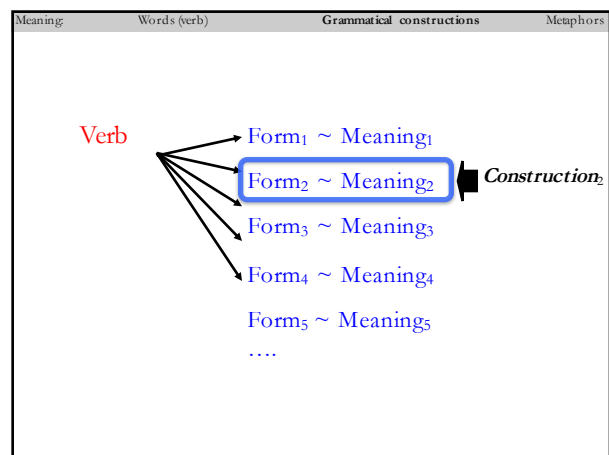 Meaning: Words (verb) Grammatical constructions Metaphors
Verb
Form₁ ~ Meaning₁
Form₂ ~ Meaning₂ Construction₂
Form₃ ~ Meaning₃
Form₄ ~ Meaning₄
Form₅ ~ Meaning₅
….